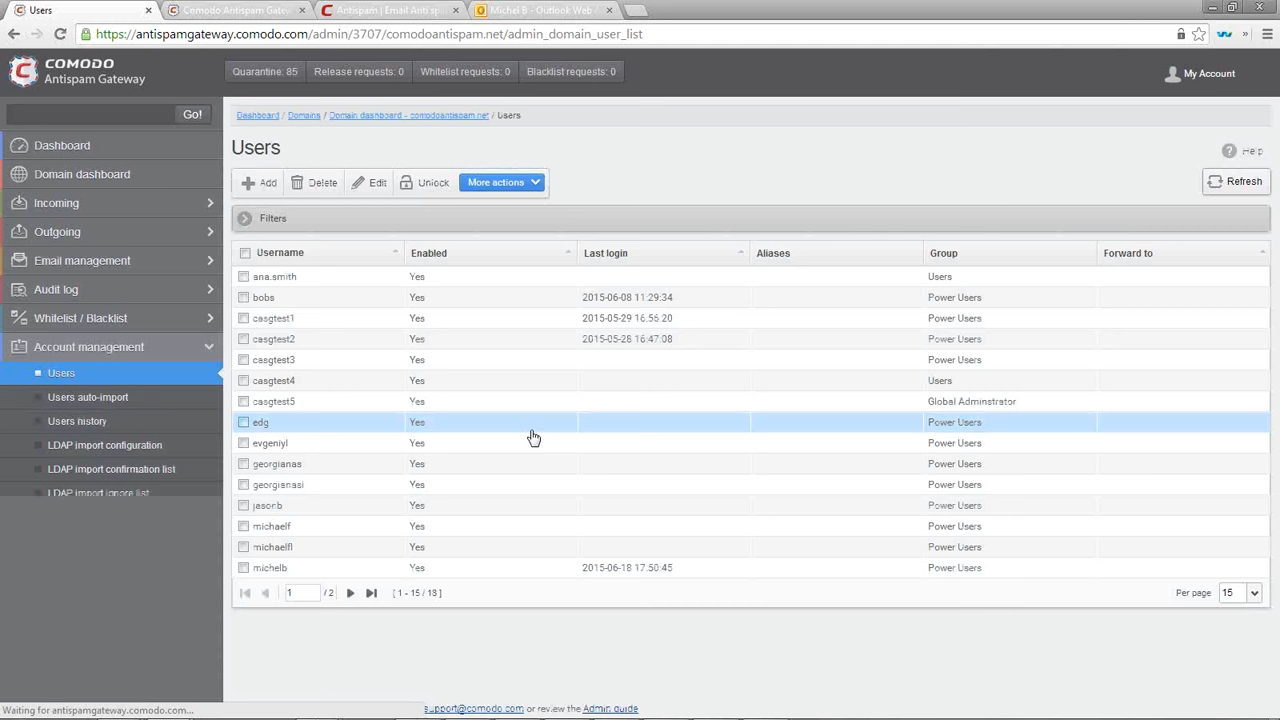 Users
Comodo Antispam Gatew
Antispam | Email Anti sp
Michel B - Outlook Web
https://antispamgateway.comodo.com/admin/3707/comodoantispam.net/admin_domain_user_list
COMODO
Antispam Gateway
Quarantine: 85
Release requests: 0
Whitelist requests: 0
Blacklist requests: 0
My Account
Go!
Dashboard
Domain dashboard
Incoming
Outgoing
Email management
Audit log
Whitelist / Blacklist
Account management
Users
Users auto-import
Users history
LDAP import configuration
LDAP import confirmation list
LDAP import ignore list
Dashboard / Domains / Domain dashboard - comodoantispam.net / Users
Users
Help
Add Delete Edit Unlock More actions
Refresh
Filters
Username Enabled Last login Aliases Group Forward to
ana.smith Yes Users
bobs Yes 2015-06-08 11:29:34 Power Users
casgtest1 Yes 2015-05-29 16:56:20 Power Users
casgtest2 Yes 2015-05-28 16:47:08 Power Users
casgtest3 Yes Power Users
casgtest4 Yes Users
casgtest5 Yes Global Adminstrator
edg Yes Power Users
evgeniyl Yes Power Users
georgianas Yes Power Users
georgianasi Yes Power Users
jasonb Yes Power Users
michaelf Yes Power Users
michaelfl Yes Power Users
michelb Yes 2015-06-18 17:50:45 Power Users
1 / 2 [ 1 - 15 / 18 ]
Per page 15
Waiting for antispamgateway.comodo.com...
support@comodo.com or review the Admin guide